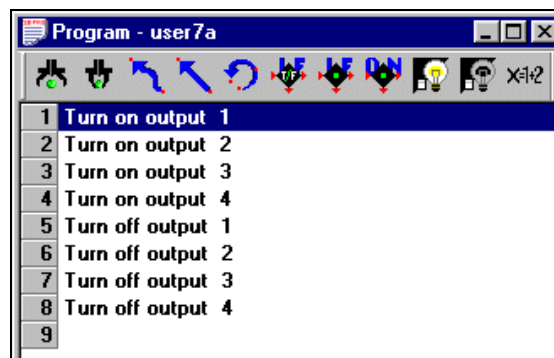 Program - user7a
I F
I F
O N
X=1+2
1 Turn on output 1
2 Turn on output 2
3 Turn on output 3
4 Turn on output 4
5 Turn off output 1
6 Turn off output 2
7 Turn off output 3
8 Turn off output 4
9